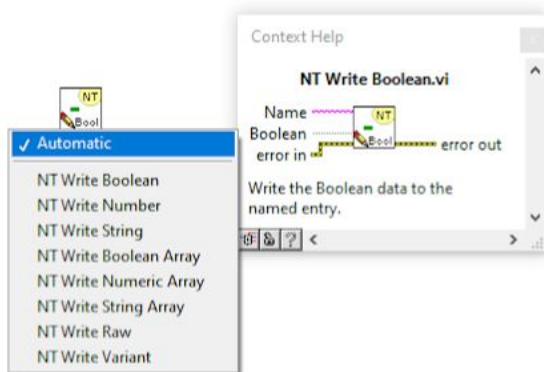 NT
Bool
✓ Automatic
NT Write Boolean
NT Write Number
NT Write String
NT Write Boolean Array
NT Write Numeric Array
NT Write String Array
NT Write Raw
NT Write Variant
Context Help
NT Write Boolean.vi
Name
Boolean
error in
NT
Bool
error out
Write the Boolean data to the
named entry.
?